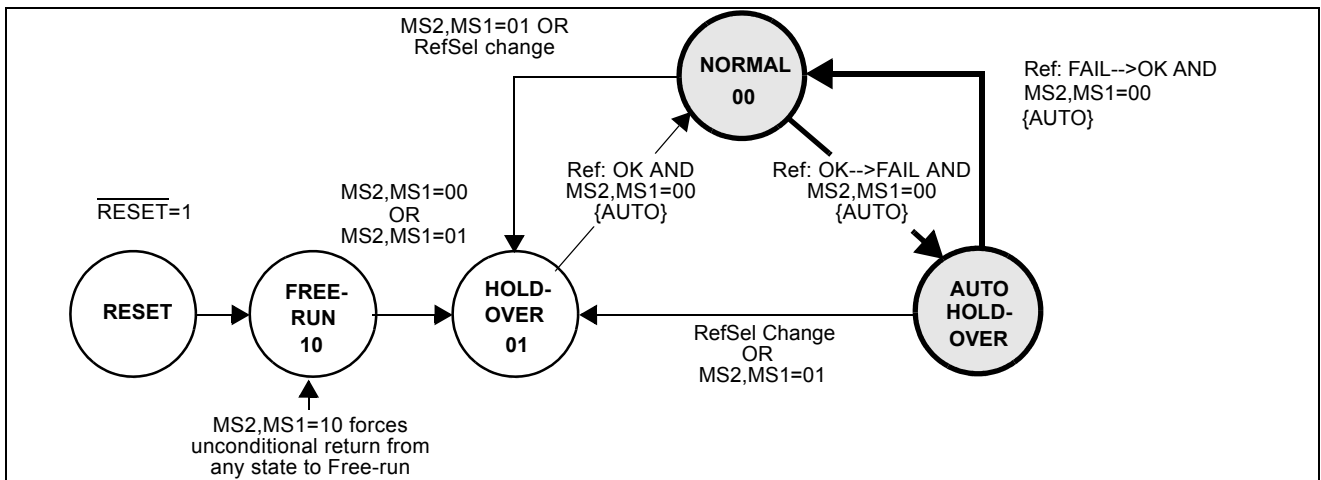 MS2,MS1=01 OR
RefSel change
NORMAL
00
Ref: FAIL-->OK AND
MS2,MS1=00
{AUTO}
Ref: OK AND
MS2,MS1=00
{AUTO}
Ref: OK-->FAIL AND
MS2,MS1=00
{AUTO}
RESET=1
MS2,MS1=00
OR
MS2,MS1=01
RESET
FREE-
RUN
10
HOLD-
OVER
01
AUTO
HOLD-
OVER
RefSel Change
OR
MS2,MS1=01
MS2,MS1=10 forces
unconditional return from
any state to Free-run